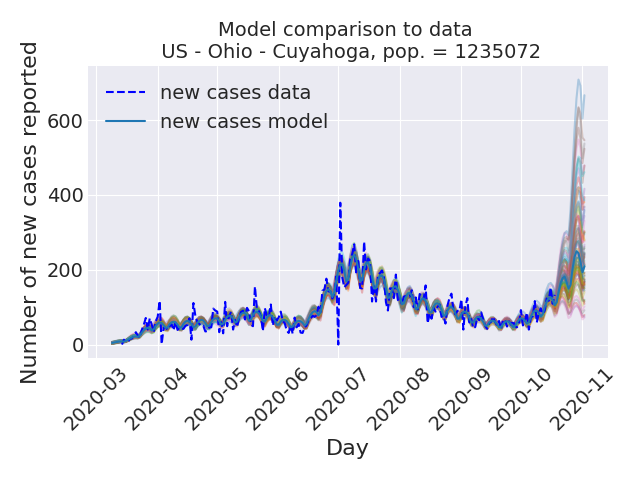 Model comparison to data
US - Ohio - Cuyahoga, pop. = 1235072
Number of new cases reported
new cases data
new cases model
600
400
200
0
2020-03
2020-04
2020-05
2020-06
2020-07
2020-08
2020-09
2020-10
2020-11
Day